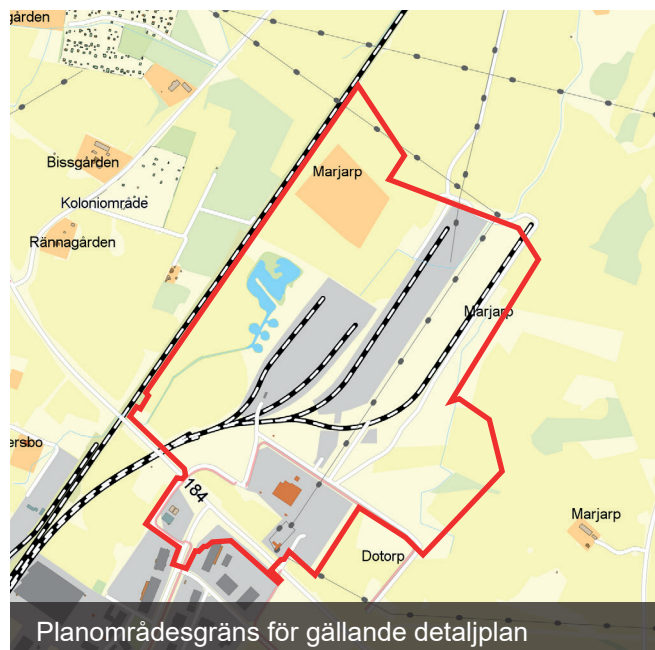 gården
Marjarp
Bissgården
Koloniområde
Rännagården
Marjarp
ersbo
184
Marjarp
Dotorp
Planområdesgräns för gällande detaljplan